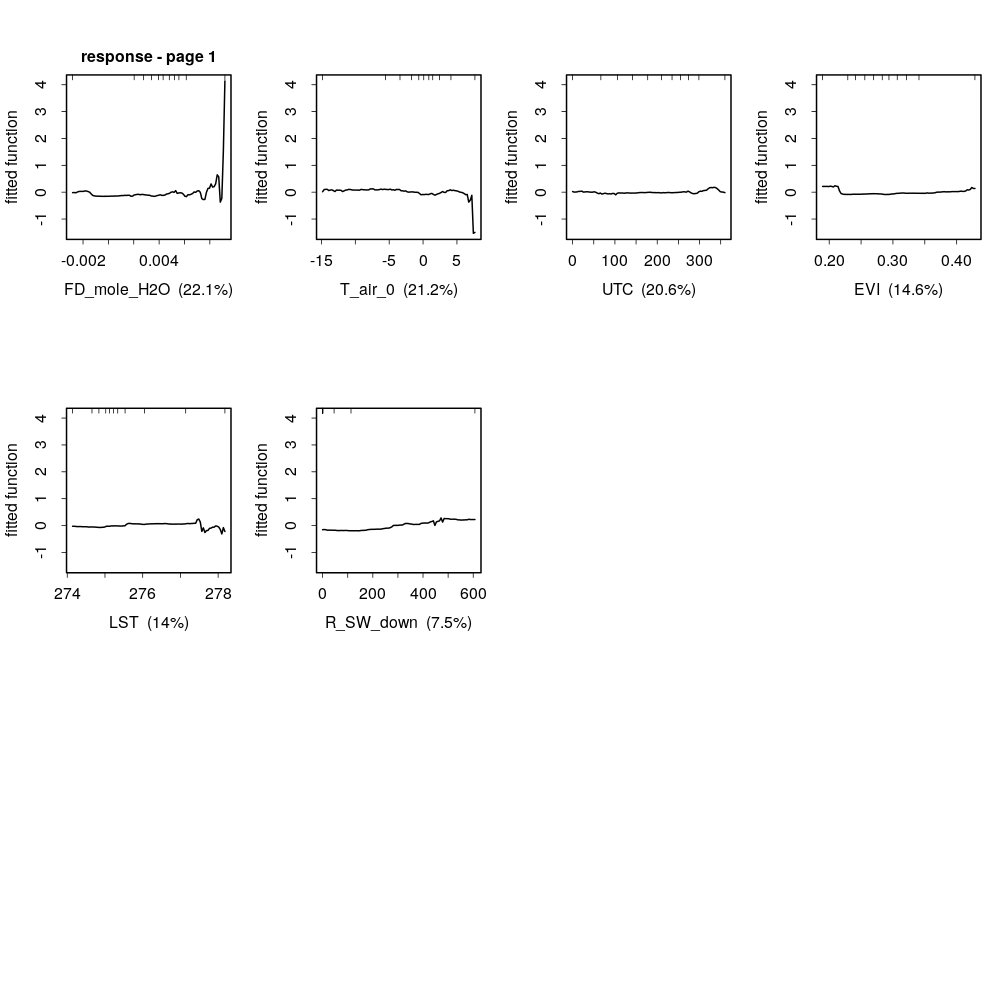 response - page 1
fitted function
4
3
2
1
0
-1
-0.002 0.004
FD_mole_H2O (22.1%)
fitted function
4
3
2
1
0
-1
-15 -5 0 5
T_air_0 (21.2%)
fitted function
4
3
2
1
0
-1
0 100 200 300
UTC (20.6%)
fitted function
4
3
2
1
0
-1
0.20 0.30 0.40
EVI (14.6%)
fitted function
4
3
2
1
0
-1
274 276 278
LST (14%)
fitted function
4
3
2
1
0
-1
0 200 400 600
R_SW_down (7.5%)